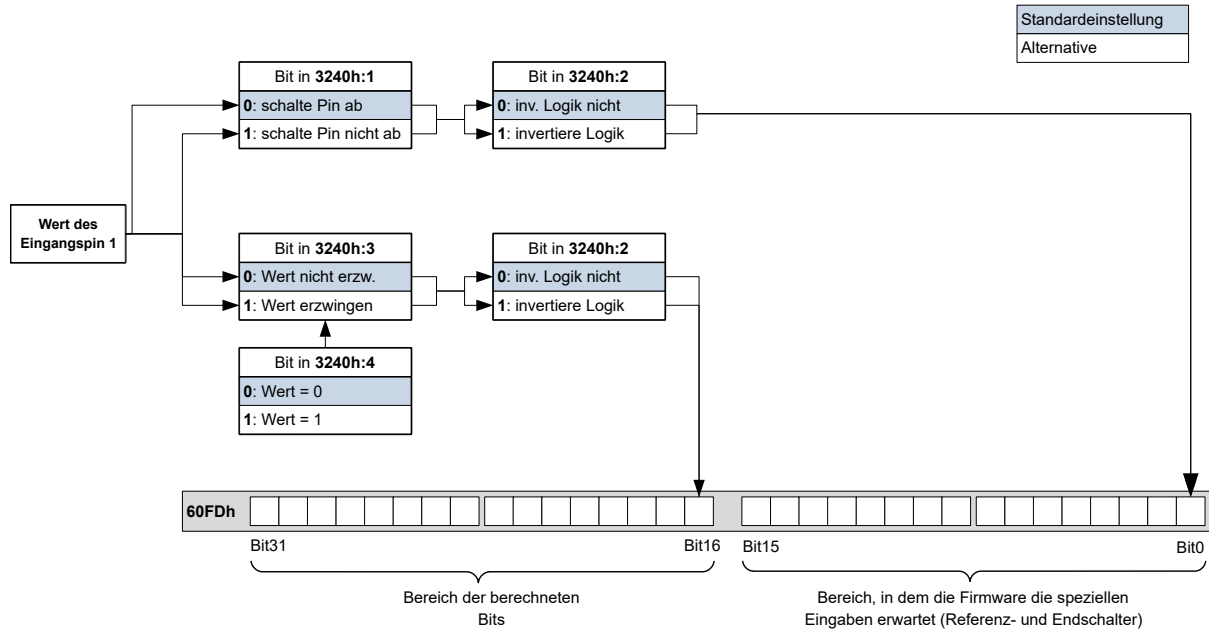 Standardeinstellung
Alternative
Bit in 3240h:1
0: schalte Pin ab
1: schalte Pin nicht ab
Bit in 3240h:2
0: inv. Logik nicht
1: invertiere Logik
Wert des
Eingangspin 1
Bit in 3240h:3
0: Wert nicht erzw.
1: Wert erzwingen
Bit in 3240h:2
0: inv. Logik nicht
1: invertiere Logik
Bit in 3240h:4
0: Wert = 0
1: Wert = 1
60FDh
Bit31
Bit16
Bit15
Bit0
Bereich der berechneten
Bits
Bereich, in dem die Firmware die speziellen
Eingaben erwartet (Referenz- und Endschalter)